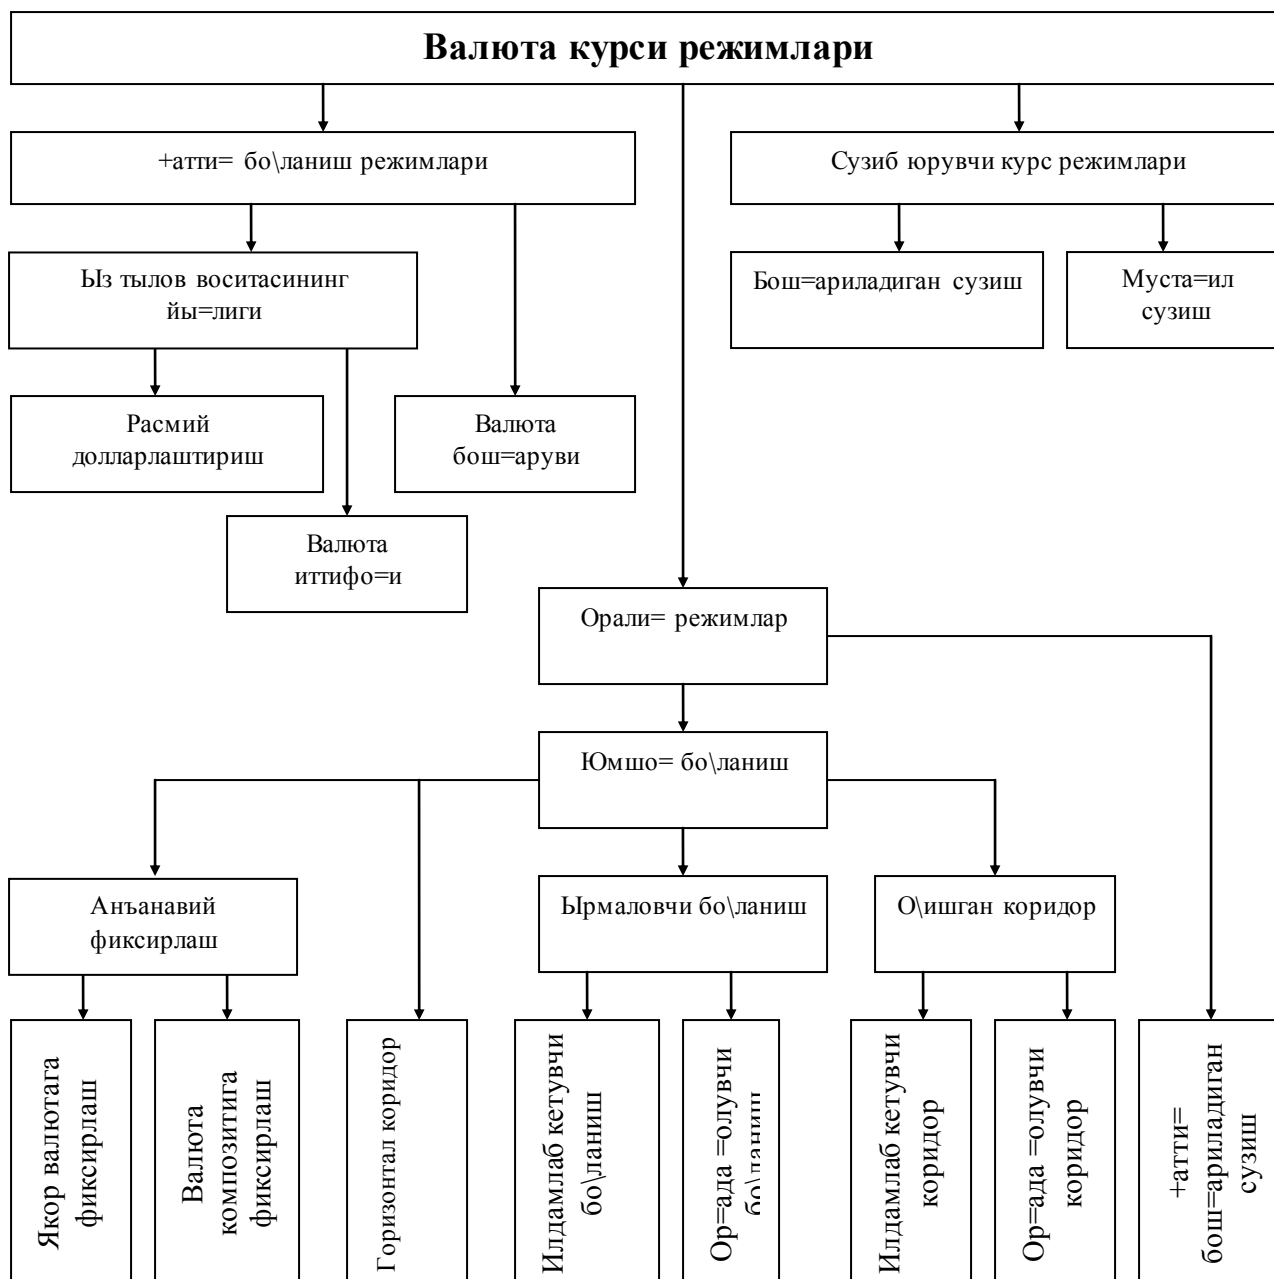 Валюта курси режимлари
+атти= бо\ланиш режимлари
Сузиб юрувчи курс режимлари
Ыз тылов воситасининг
йы=лиги
Бош=ариладиган сузиш
Муста=ил
сузиш
Расмий
долларлаштириш
Валюта
бош=аруви
Валюта
иттифо=и
Орали= режимлар
Юмшо= бо\ланиш
Анъанавий
фиксирлаш
Ырмаловчи бо\ланиш
О\ишган коридор
Якор валютага
фиксирлаш
Валюта
композитига
фиксирлаш
Горизонтал коридор
Илдамлаб кетувчи
бо\ланиш
Ор=ада =олувчи
бо\ланиш
Илдамлаб кетувчи
коридор
Ор=ада =олувчи
коридор
+атти=
бош=ариладиган
сузиш